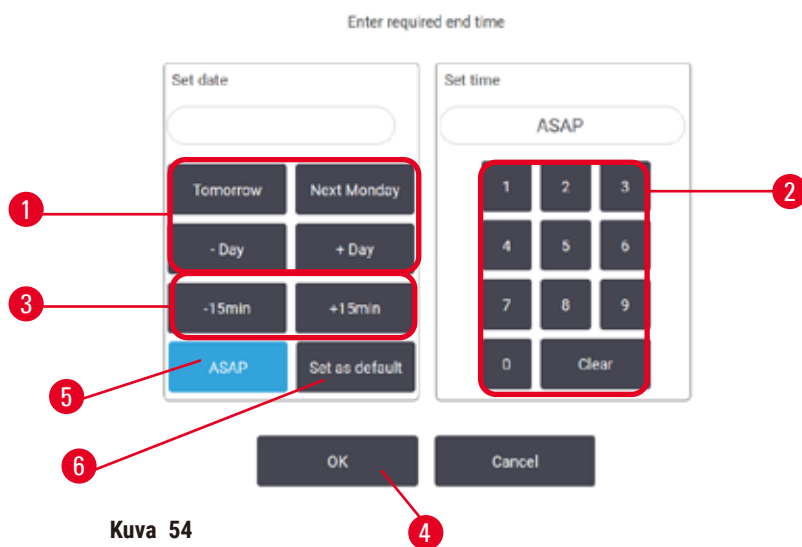 Enter required end time
Set date
Set time
ASAP
Tomorrow Next Monday
1 2 3
2
1
- Day + Day
4 5 6
3
-15min +15min
7 8 9
ASAP Set as default
0 Clear
5
6
OK Cancel
4
Kuva 54